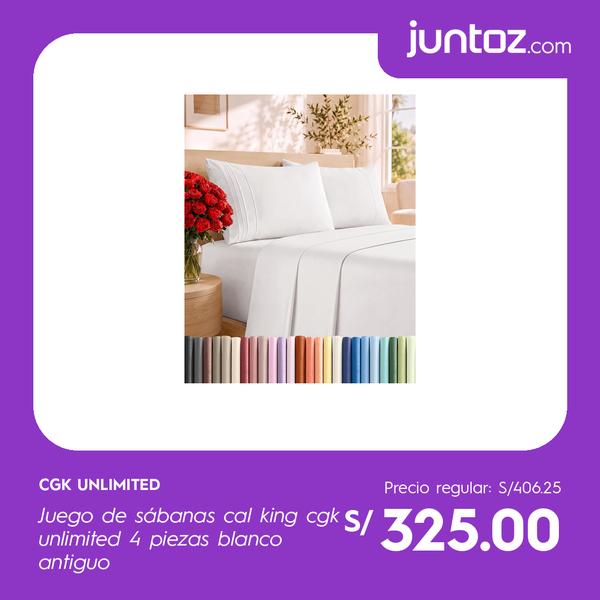 juntoz.com
CGK UNLIMITED
Juego de sábanas cal king cgk
unlimited 4 piezas blanco
antiguo
Precio regular: S/406.25
S/ 325.00